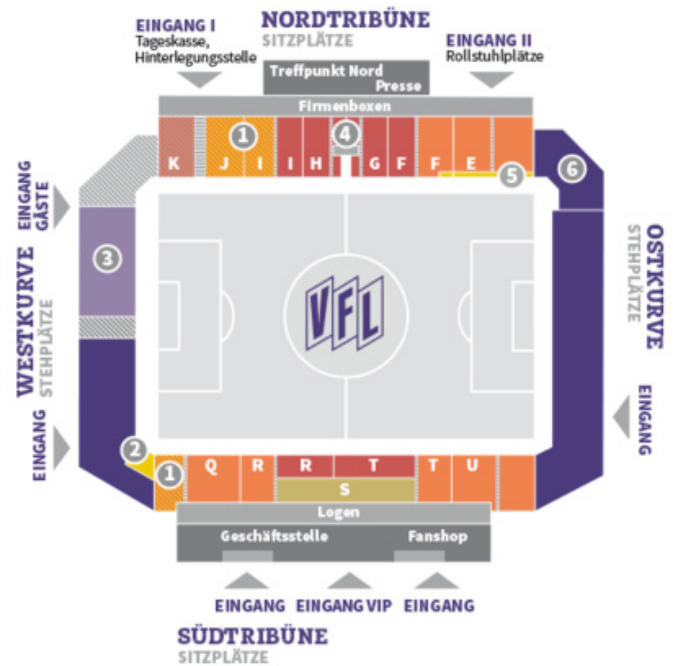 NORDTRIBÜNE
SITZPLÄTZE
EINGANG I
Tageskasse,
Hinterlegungsstelle
EINGANG II
Rollstuhlplätze
Treffpunkt Nord
Presse
Firmenboxen
1
4
K
J
I
I
H
G
F
F
E
5
6
EINGANG
GÄSTE
3
WESTKURVE
STEHPLÄTZE
VFL
OSTKURVE
STEHPLÄTZE
EINGANG
EINGANG
2
1
Q
R
R
T
T
U
S
Logen
Geschäftsstelle
Fanshop
EINGANG
EINGANG VIP
EINGANG
SÜDTRIBÜNE
SITZPLÄTZE